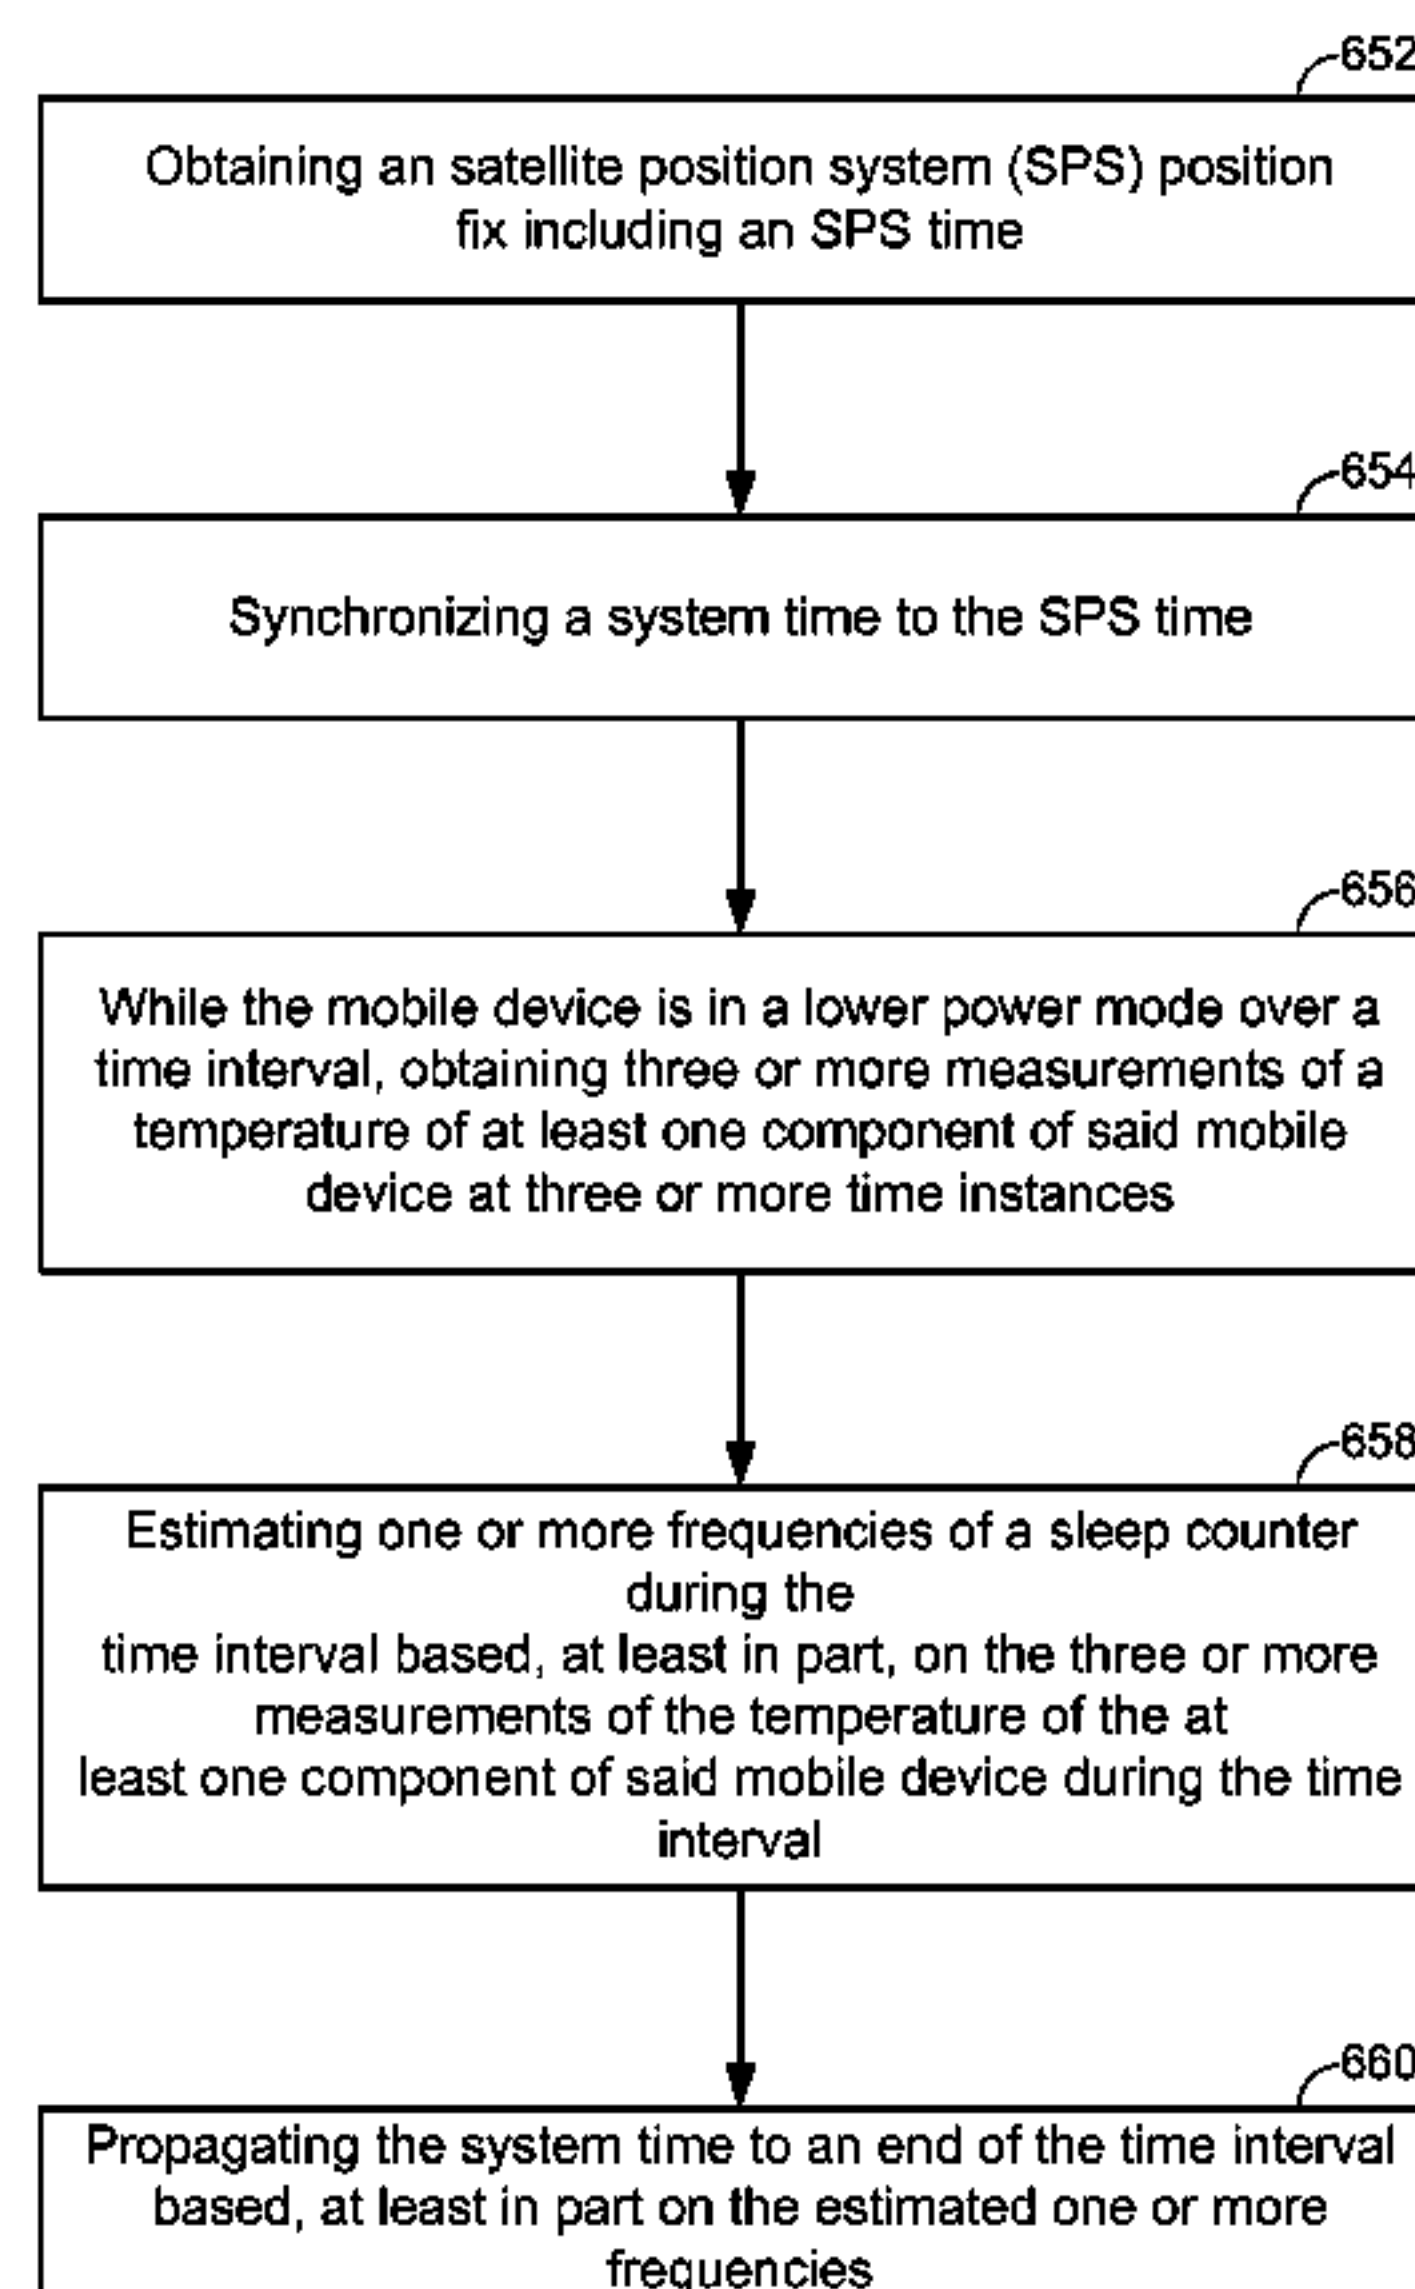 652
Obtaining an satellite position system (SPS) position
fix including an SPS time
654
Synchronizing a system time to the SPS time
656
While the mobile device is in a lower power mode over a
time interval, obtaining three or more measurements of a
temperature of at least one component of said mobile
device at three or more time instances
658
Estimating one or more frequencies of a sleep counter
during the
time interval based, at least in part, on the three or more
measurements of the temperature of the at
least one component of said mobile device during the time
interval
660
Propagating the system time to an end of the time interval
based, at least in part on the estimated one or more
frequencies